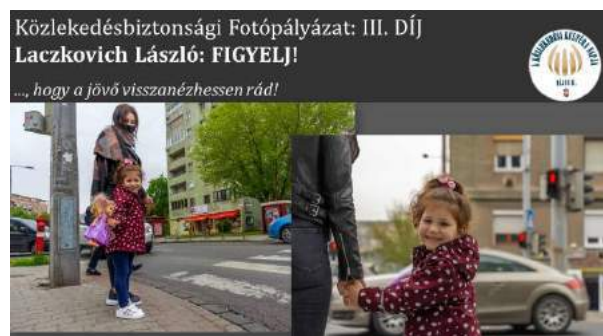 Közlekedésbiztonsági Fotópályázat: III. DÍJ
Laczkovich László: FIGYELJ!
..., hogy a jövő visszanézhessen rád!